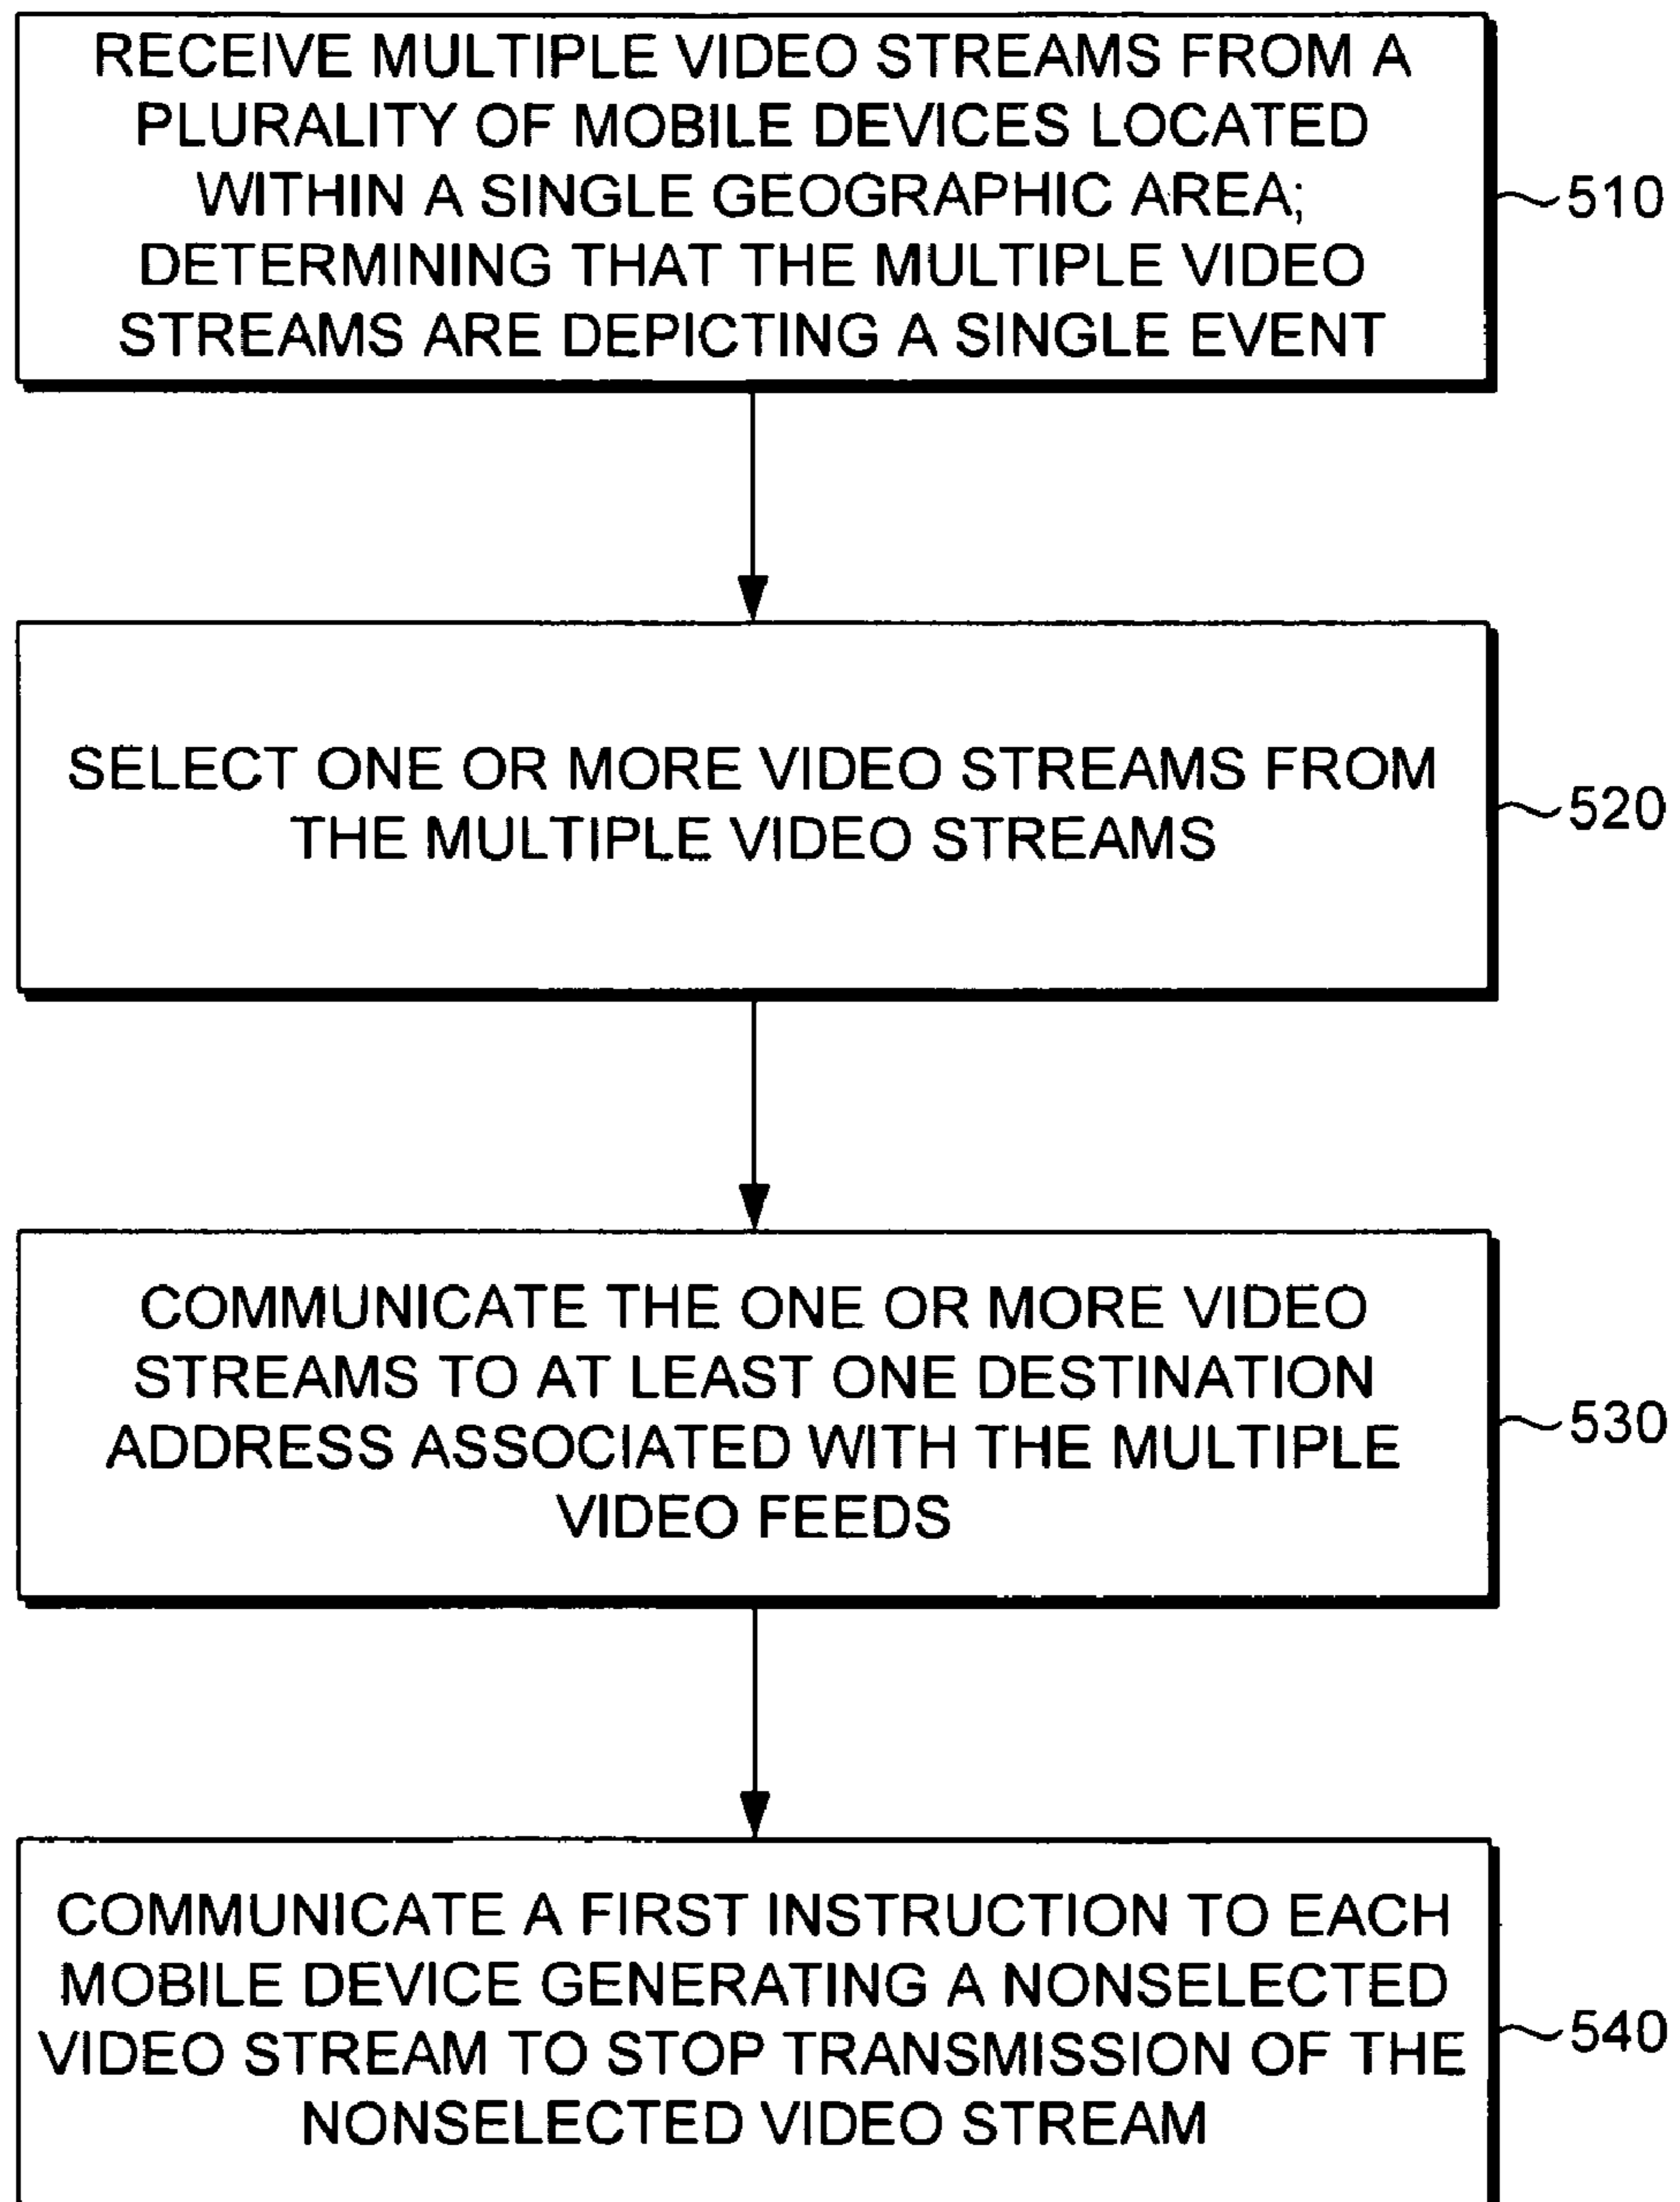 RECEIVE MULTIPLE VIDEO STREAMS FROM A
PLURALITY OF MOBILE DEVICES LOCATED
WITHIN A SINGLE GEOGRAPHIC AREA;
DETERMINING THAT THE MULTIPLE VIDEO
STREAMS ARE DEPICTING A SINGLE EVENT
510
SELECT ONE OR MORE VIDEO STREAMS FROM
THE MULTIPLE VIDEO STREAMS
520
COMMUNICATE THE ONE OR MORE VIDEO
STREAMS TO AT LEAST ONE DESTINATION
ADDRESS ASSOCIATED WITH THE MULTIPLE
VIDEO FEEDS
530
COMMUNICATE A FIRST INSTRUCTION TO EACH
MOBILE DEVICE GENERATING A NONSELECTED
VIDEO STREAM TO STOP TRANSMISSION OF THE
NONSELECTED VIDEO STREAM
540